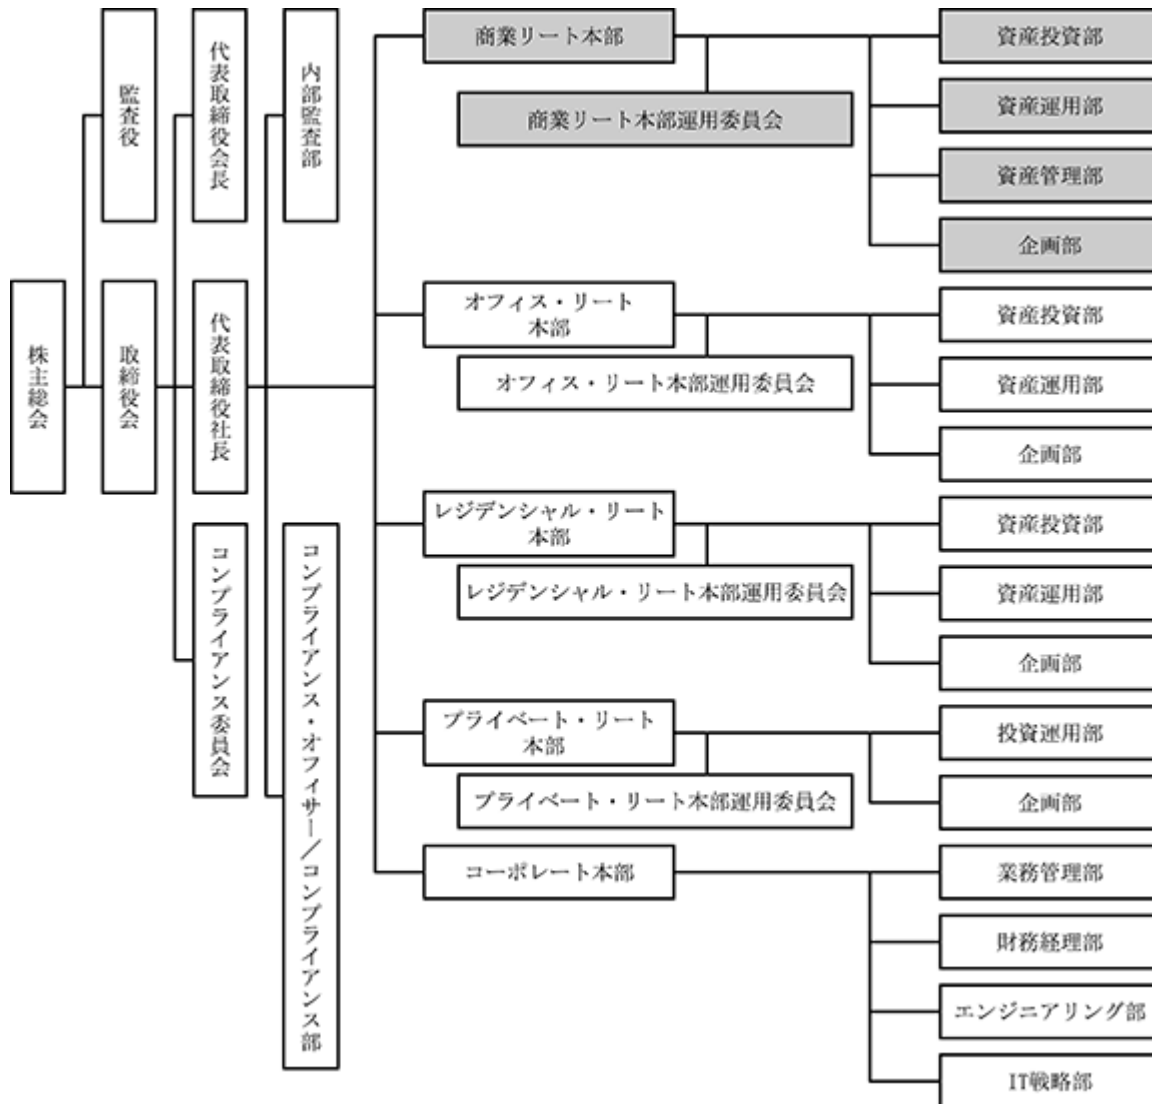 株主総会
監査役
取締役会
代表取締役会長
代表取締役社長
コンプライアンス委員会
内部監査部
コンプライアンス・オフィサー／コンプライアンス部
商業リート本部
商業リート本部運用委員会
資産投資部
資産運用部
資産管理部
企画部
オフィス・リート
本部
オフィス・リート本部運用委員会
資産投資部
資産運用部
企画部
レジデンシャル・リート
本部
レジデンシャル・リート本部運用委員会
資産投資部
資産運用部
企画部
プライベート・リート
本部
プライベート・リート本部運用委員会
投資運用部
企画部
コーポレート本部
業務管理部
財務経理部
エンジニアリング部
IT戦略部